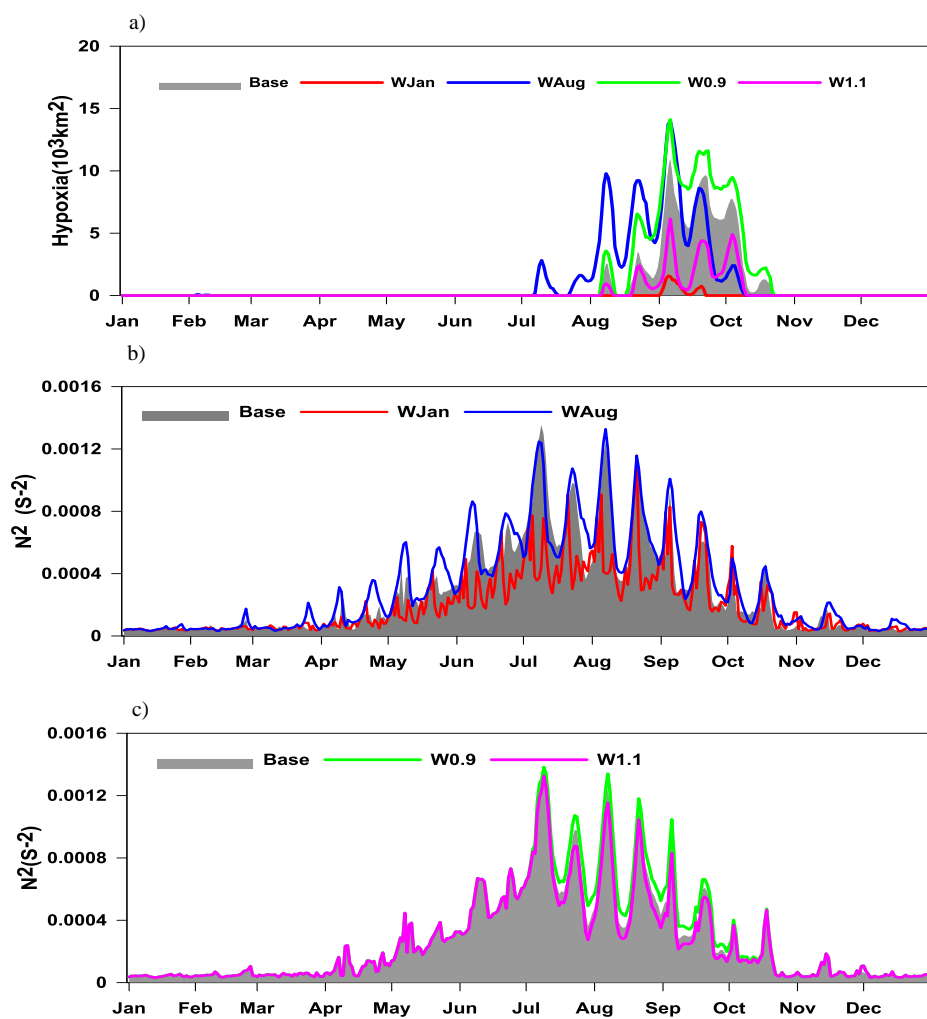 a)
20
Base WJan WAug W0.9 W1.1
15
10
5
0
Hypoxia(10³km²)
Jan Feb Mar Apr May Jun Jul Aug Sep Oct Nov Dec
b)
0.0016
Base WJan WAug
0.0012
0.0008
0.0004
0
N² (S-2)
Jan Feb Mar Apr May Jun Jul Aug Sep Oct Nov Dec
c)
0.0016
Base W0.9 W1.1
0.0012
0.0008
0.0004
0
N²(S-2)
Jan Feb Mar Apr May Jun Jul Aug Sep Oct Nov Dec